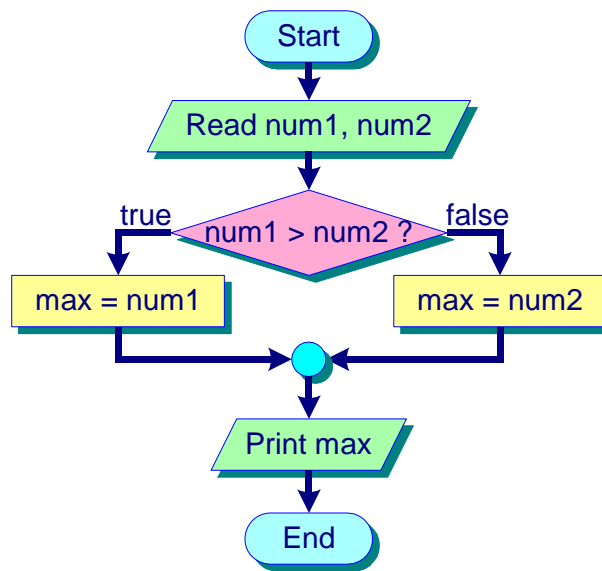 Start
Read num1, num2
true
false
num1 > num2 ?
max = num1
max = num2
Print max
End